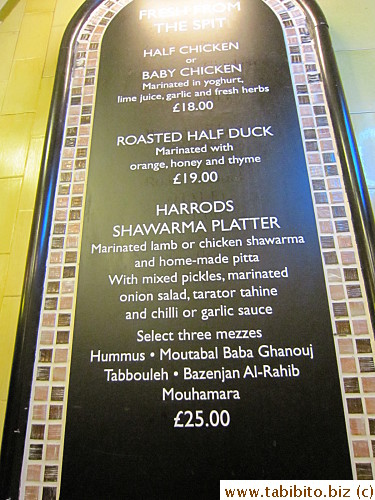 FRESH FROM
THE SPIT
HALF CHICKEN
or
BABY CHICKEN
Marinated in yoghurt,
lime juice, garlic and fresh herbs
£18.00
ROASTED HALF DUCK
Marinated with
orange, honey and thyme
£19.00
HARRODS
SHAWARMA PLATTER
Marinated lamb or chicken shawarma
and home-made pitta
With mixed pickles, marinated
onion salad, tarator tahine
and chilli or garlic sauce
Select three mezzes
Hummus • Moutabal Baba Ghanouj
Tabbouleh • Bazenjan Al-Rahib
Mouhamara
£25.00
www.tabibito.biz (c)